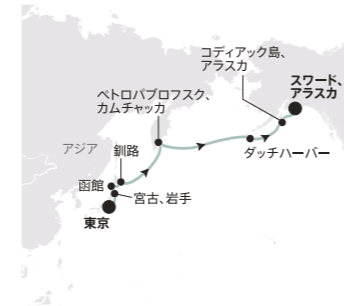 コディアック島、
アラスカ
スワード、
アラスカ
ペトロパブロフスク、
カムチャッカ
アジア
釧路
ダッチハーバー
函館
宮古、岩手
東京